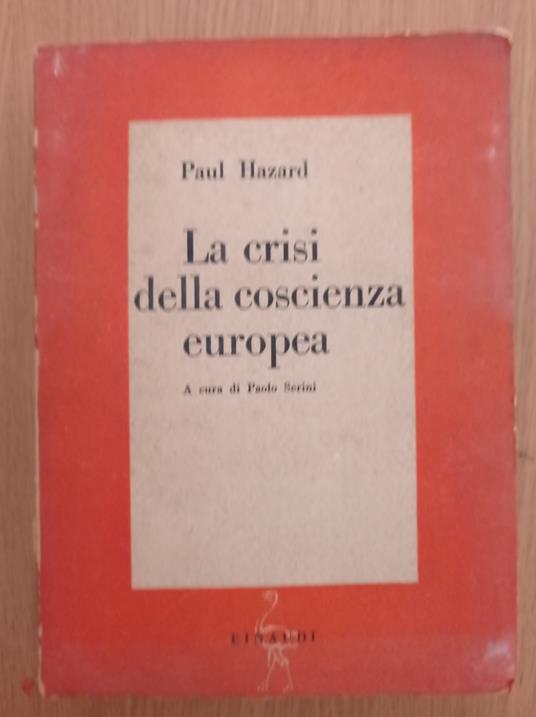 Paul Hazard
La crisi
della coscienza
europea
A cura di Paolo Serini
EINAUDI